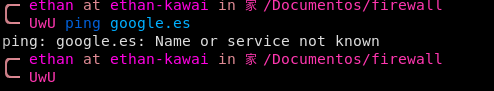 ethan at ethan-kawai in 家 /Documentos/firewall
UwU ping google.es
ping: google.es: Name or service not known
ethan at ethan-kawai in 家 /Documentos/firewall
UwU